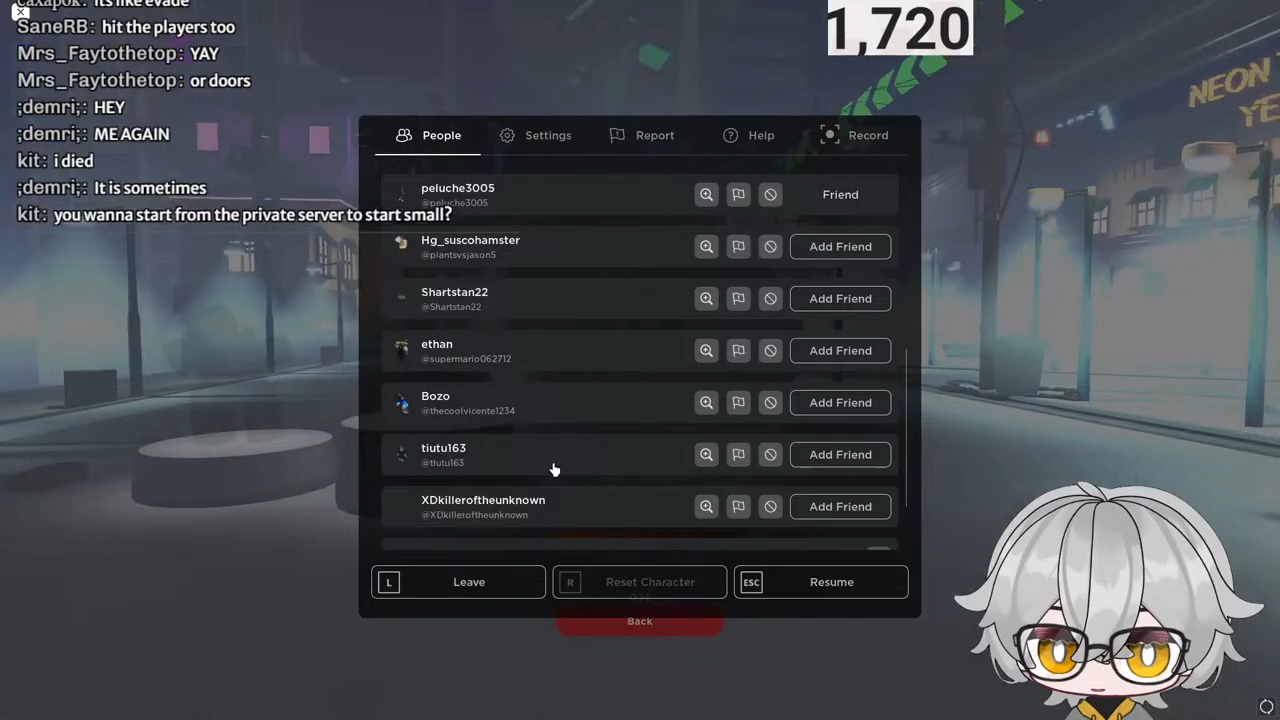 SaneRB: hit the players too
Mrs_Faytothetop: YAY
Mrs_Faytothetop: or doors
;demri;: HEY
;demri;: ME AGAIN
kit: i died
;demri;: It is sometimes
kit: you wanna start from the private server to start small?
1,720
NEON
YE
People
Settings
Report
Help
Record
peluche3005
@peluche3005
Friend
Hg_suscohamster
@plantsvsjason5
Add Friend
Shartstan22
@Shartstan22
Add Friend
ethan
@supermario062712
Add Friend
Bozo
@thecoolvicente1234
Add Friend
tiutu163
@tiutu163
Add Friend
XDkilleroftheunknown
@XDkilleroftheunknown
Add Friend
L Leave
R Reset Character
ESC Resume
Back